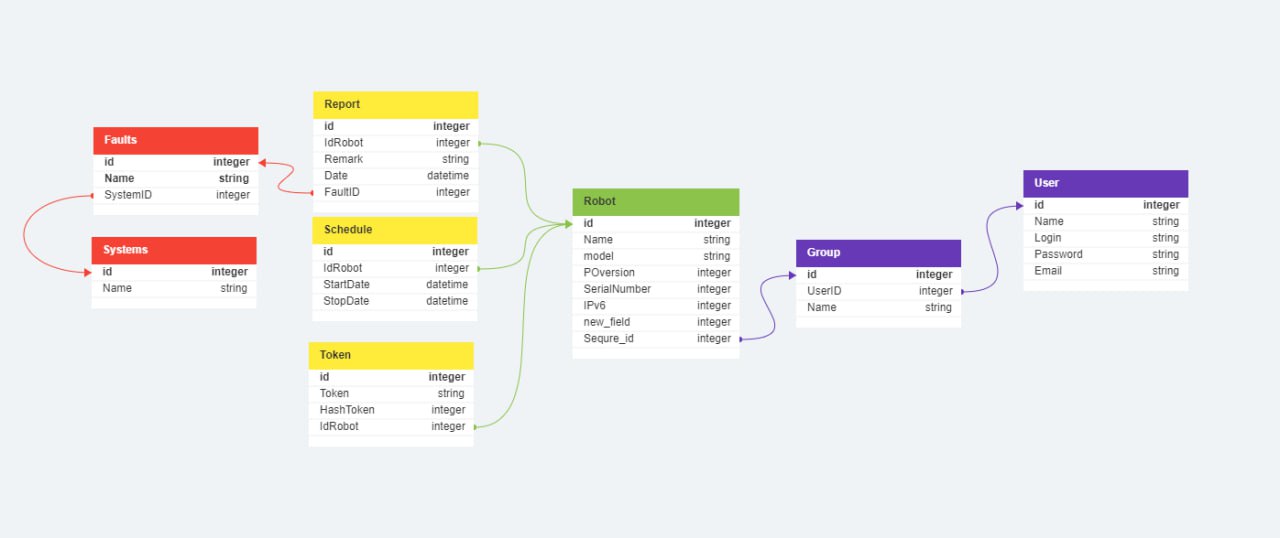 Faults
id integer
Name string
SystemID integer
Systems
id integer
Name string
Report
id integer
IdRobot integer
Remark string
Date datetime
FaultID integer
Schedule
id integer
IdRobot integer
StartDate datetime
StopDate datetime
Token
id integer
Token string
HashToken integer
IdRobot integer
Robot
id integer
Name string
model string
POversion integer
SerialNumber integer
IPv6 integer
new_field integer
Sequre_id integer
Group
id integer
UserID integer
Name string
User
id integer
Name string
Login string
Password string
Email string